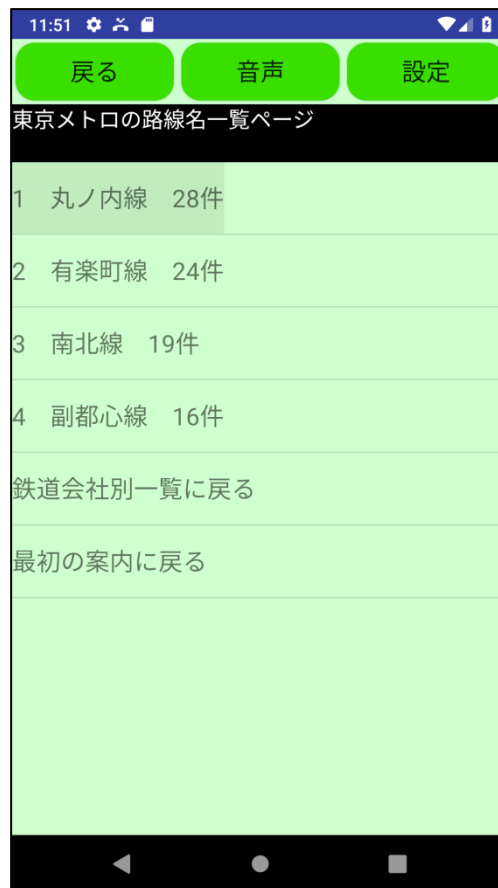 11:51
戻る 音声 設定
東京メトロの路線名一覧ページ
1 丸ノ内線 28件
2 有楽町線 24件
3 南北線 19件
4 副都心線 16件
鉄道会社別一覧に戻る
最初の案内に戻る